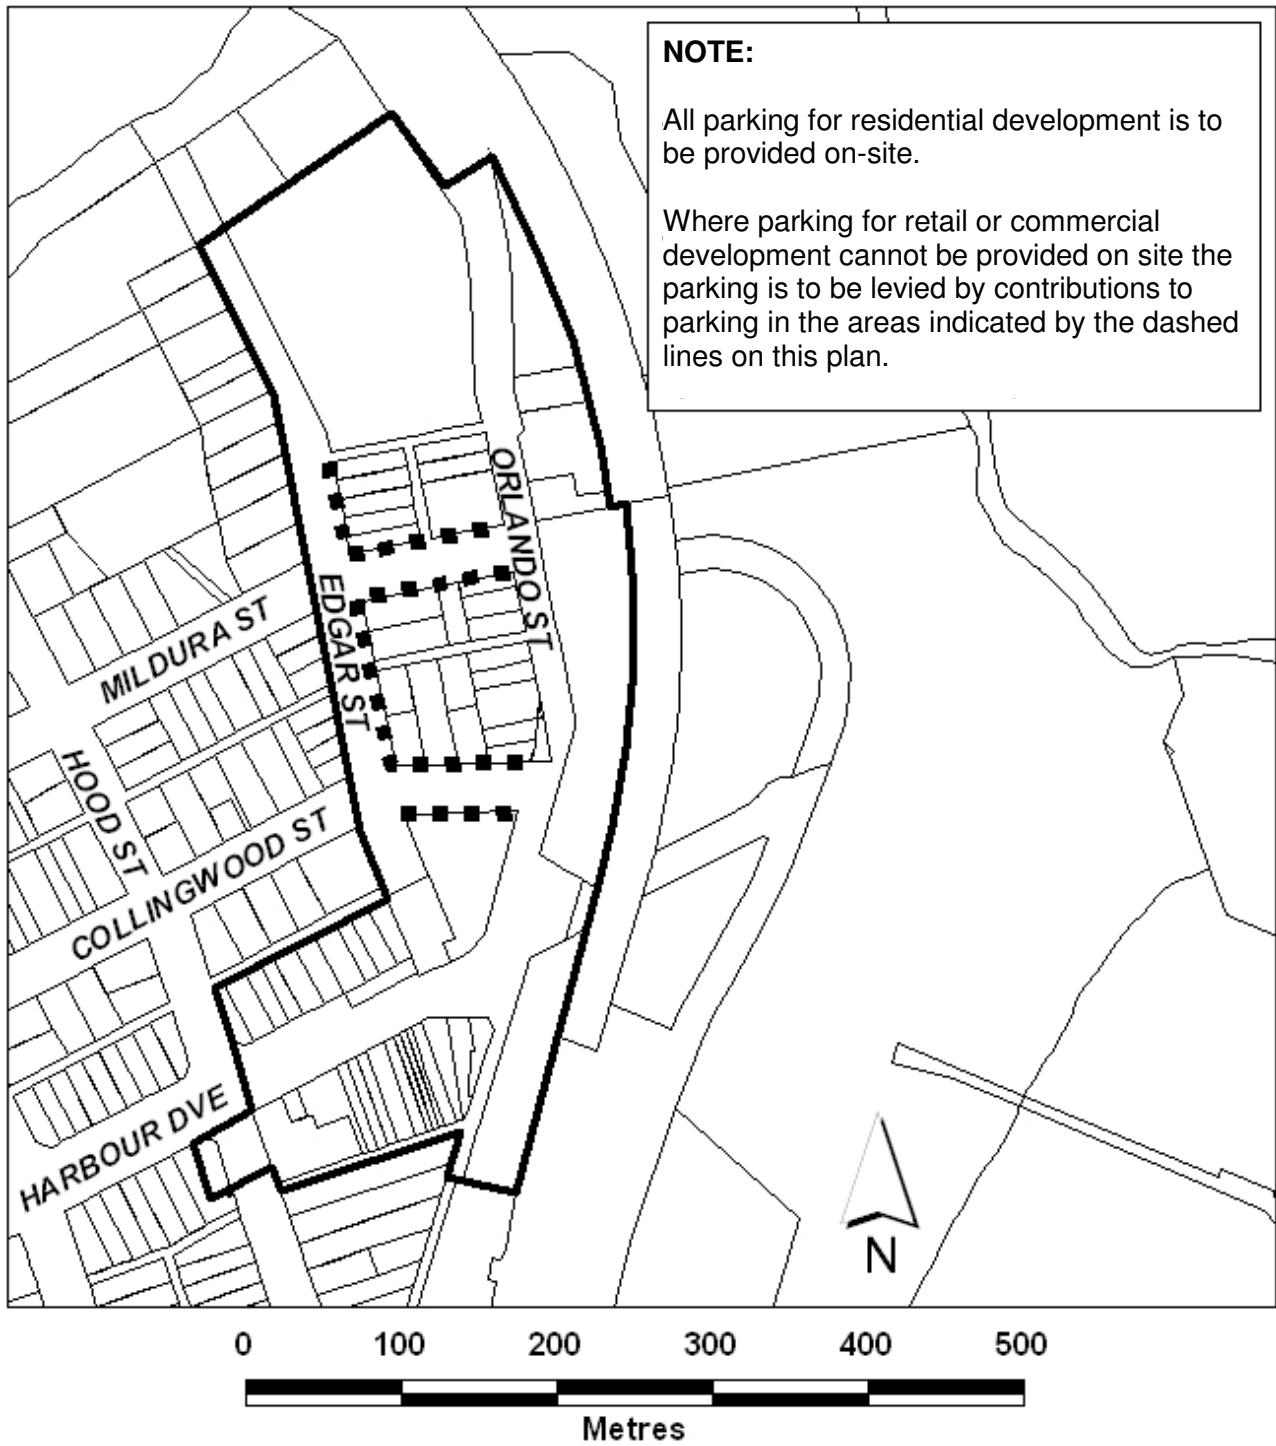 NOTE:
All parking for residential development is to
be provided on-site.
Where parking for retail or commercial
development cannot be provided on site the
parking is to be levied by contributions to
parking in the areas indicated by the dashed
lines on this plan.
ORLANDO ST
EDGAR ST
MILDURA ST
HOOD ST
COLLINGWOOD ST
HARBOUR DVE
N
0 100 200 300 400 500
Metres